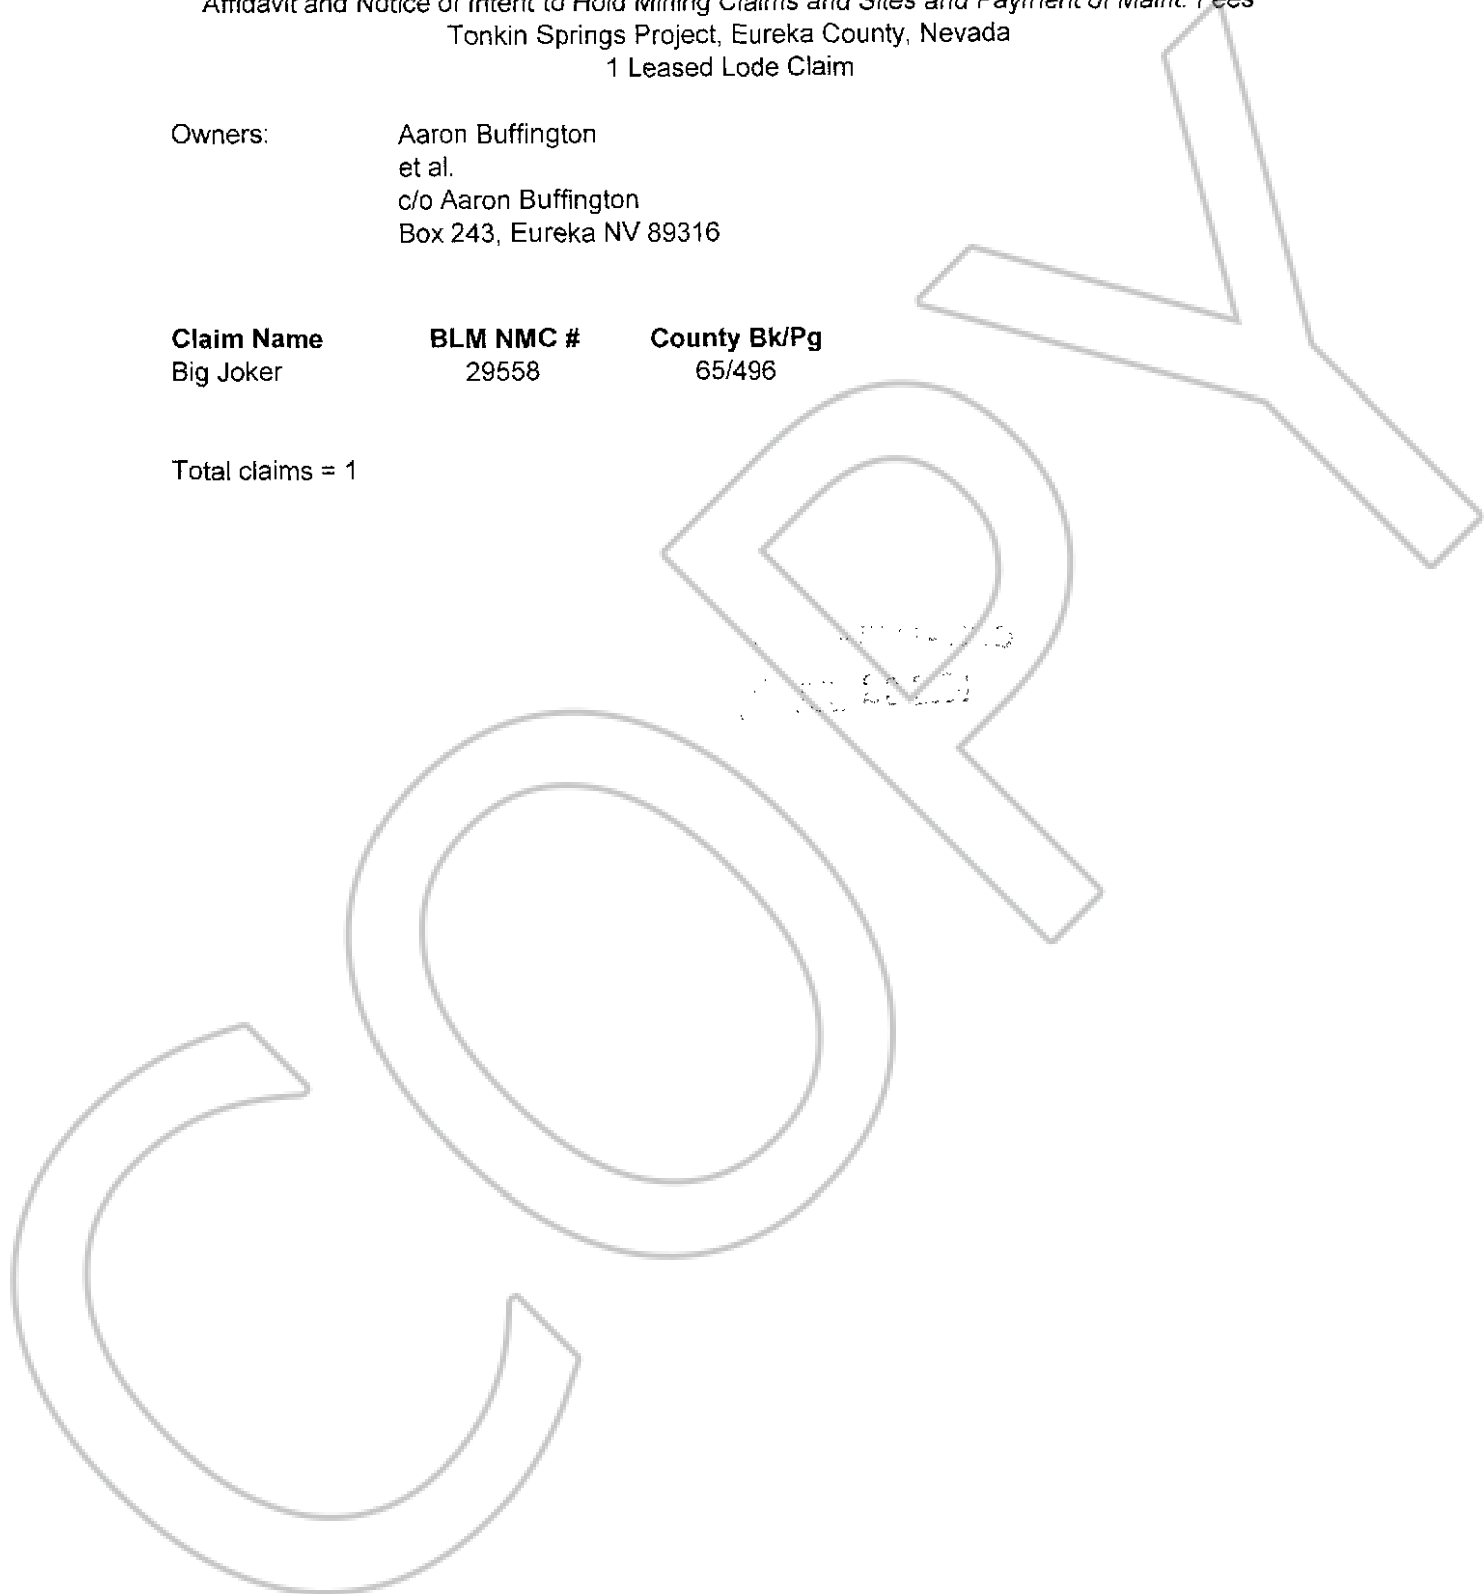 Affidavit and Notice of Intent to Hold Mining Claims and Sites and Payment of Maint. Fees
Tonkin Springs Project, Eureka County, Nevada
1 Leased Lode Claim
Owners: Aaron Buffington
et al.
c/o Aaron Buffington
Box 243, Eureka NV 89316
Claim Name BLM NMC # County Bk/Pg
Big Joker 29558 65/496
Total claims = 1
COPY